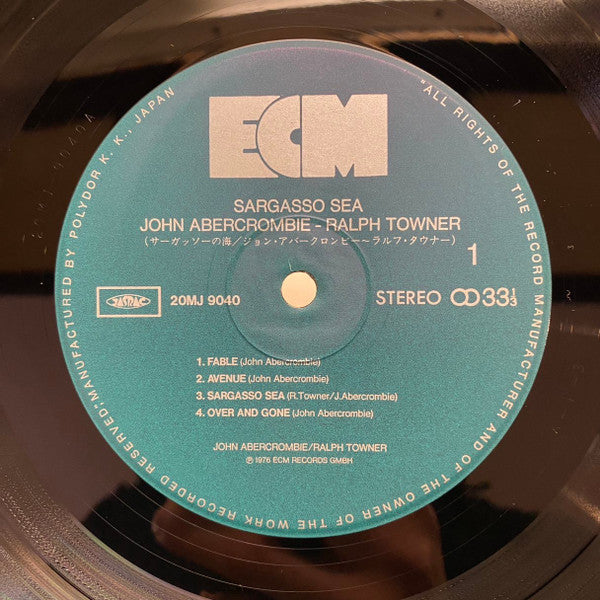 ECM
SARGASSO SEA
JOHN ABERCROMBIE - RALPH TOWNER
(サーガッソーの海/ジョン・アバークロンビー~ラルフ・タウナー)
1
JASRAC
20MJ 9040
STEREO
33 1/3
1. FABLE (John Abercrombie)
2. AVENUE (John Abercrombie)
3. SARGASSO SEA (R.Towner/J.Abercrombie)
4. OVER AND GONE (John Abercrombie)
JOHN ABERCROMBIE/RALPH TOWNER
℗ 1976 ECM RECORDS GMBH
"ALL RIGHTS OF THE RECORD MANUFACTURER AND OF THE OWNER OF THE WORK RECORDED RESERVED; MANUFACTURED BY POLYDOR K. K., JAPAN